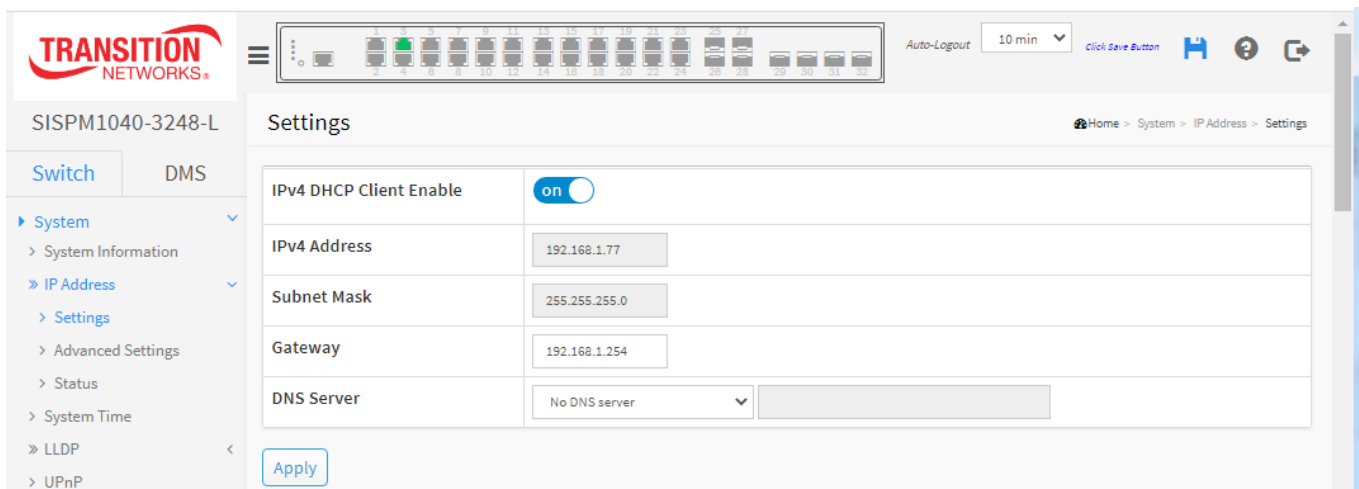 TRANSITION
NETWORKS®
1 3 5 7 9 11 13 15 17 19 21 23 25 27
2 4 6 8 10 12 14 16 18 20 22 24 26 28 29 30 31 32
Auto-Logout
10 min
Click Save Button
SISPM1040-3248-L
Settings
Home > System > IP Address > Settings
Switch
DMS
System
System Information
IP Address
Settings
Advanced Settings
Status
System Time
LLDP
UPnP
IPv4 DHCP Client Enable
on
IPv4 Address
192.168.1.77
Subnet Mask
255.255.255.0
Gateway
192.168.1.254
DNS Server
No DNS server
Apply